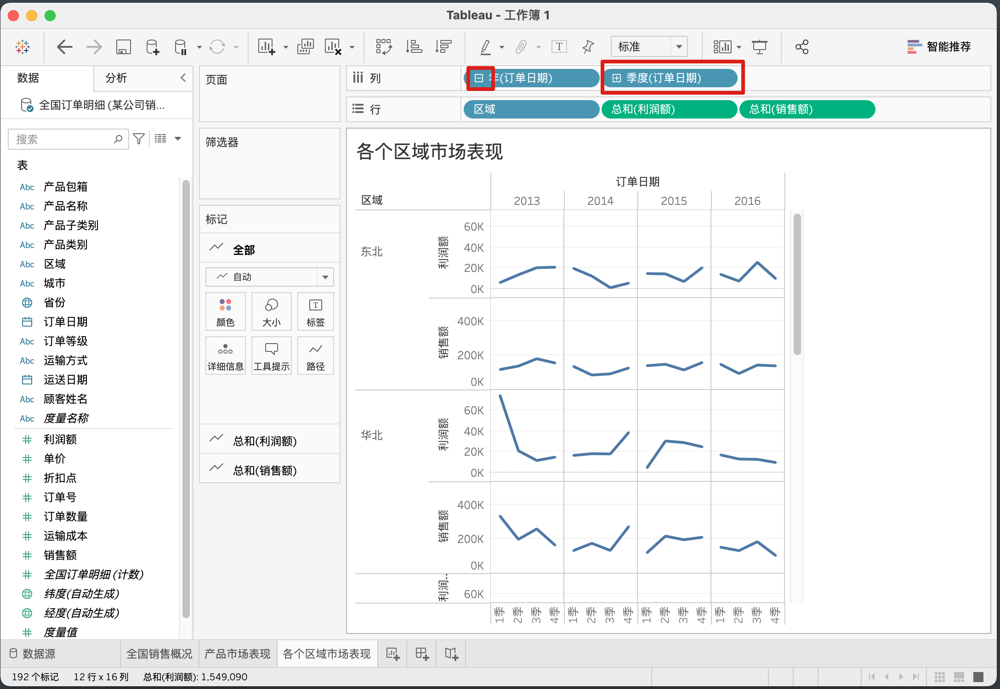 Tableau - 工作簿 1
标准
智能推荐
数据
分析
全国订单明细 (某公司销...
搜索
表
Abc 产品包箱
Abc 产品名称
Abc 产品子类别
Abc 产品类别
Abc 区域
Abc 城市
省份
订单日期
Abc 订单等级
Abc 运输方式
运送日期
Abc 顾客姓名
Abc 度量名称
利润额
单价
折扣点
订单号
订单数量
运输成本
销售额
全国订单明细 (计数)
纬度(自动生成)
经度(自动生成)
度量值
页面
筛选器
标记
全部
自动
颜色
大小
T
标签
详细信息
工具提示
路径
总和(利润额)
总和(销售额)
列
年(订单日期)
季度(订单日期)
行
区域
总和(利润额)
总和(销售额)
各个区域市场表现
订单日期
区域
2013 2014 2015 2016
东北
利润额
60K
40K
20K
0K
销售额
400K
200K
0K
华北
利润额
60K
40K
20K
0K
销售额
400K
200K
0K
利润...
60K
1季 2季 3季 4季 1季 2季 3季 4季 1季 2季 3季 4季 1季 2季 3季 4季
数据源
全国销售概况
产品市场表现
各个区域市场表现
192 个标记 12 行 x 16 列 总和(利润额): 1,549,090